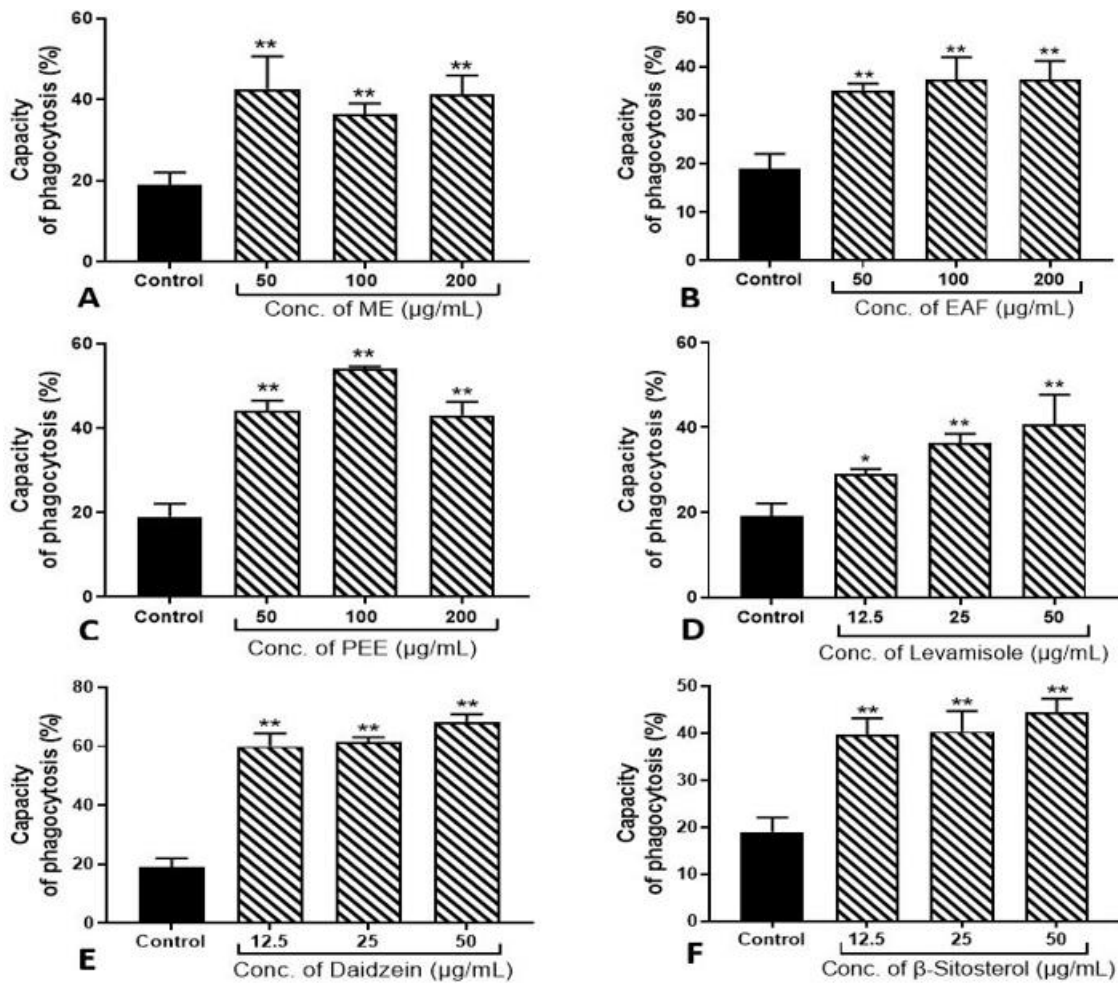 Capacity
of phagocytosis (%)
60
40
20
0
**
**
**
Control
50
100
200
A
Conc. of ME (µg/mL)
Capacity
of phagocytosis (%)
50
40
30
20
10
0
**
**
**
Control
50
100
200
B
Conc. of EAF (µg/mL)
Capacity
of phagocytosis (%)
60
40
20
0
**
**
**
Control
50
100
200
C
Conc. of PEE (µg/mL)
Capacity
of phagocytosis (%)
60
40
20
0
*
**
**
Control
12.5
25
50
D
Conc. of Levamisole (µg/mL)
Capacity
of phagocytosis (%)
80
60
40
20
0
**
**
**
Control
12.5
25
50
E
Conc. of Daidzein (µg/mL)
Capacity
of phagocytosis (%)
50
40
30
20
10
0
**
**
**
Control
12.5
25
50
F
Conc. of β-Sitosterol (µg/mL)